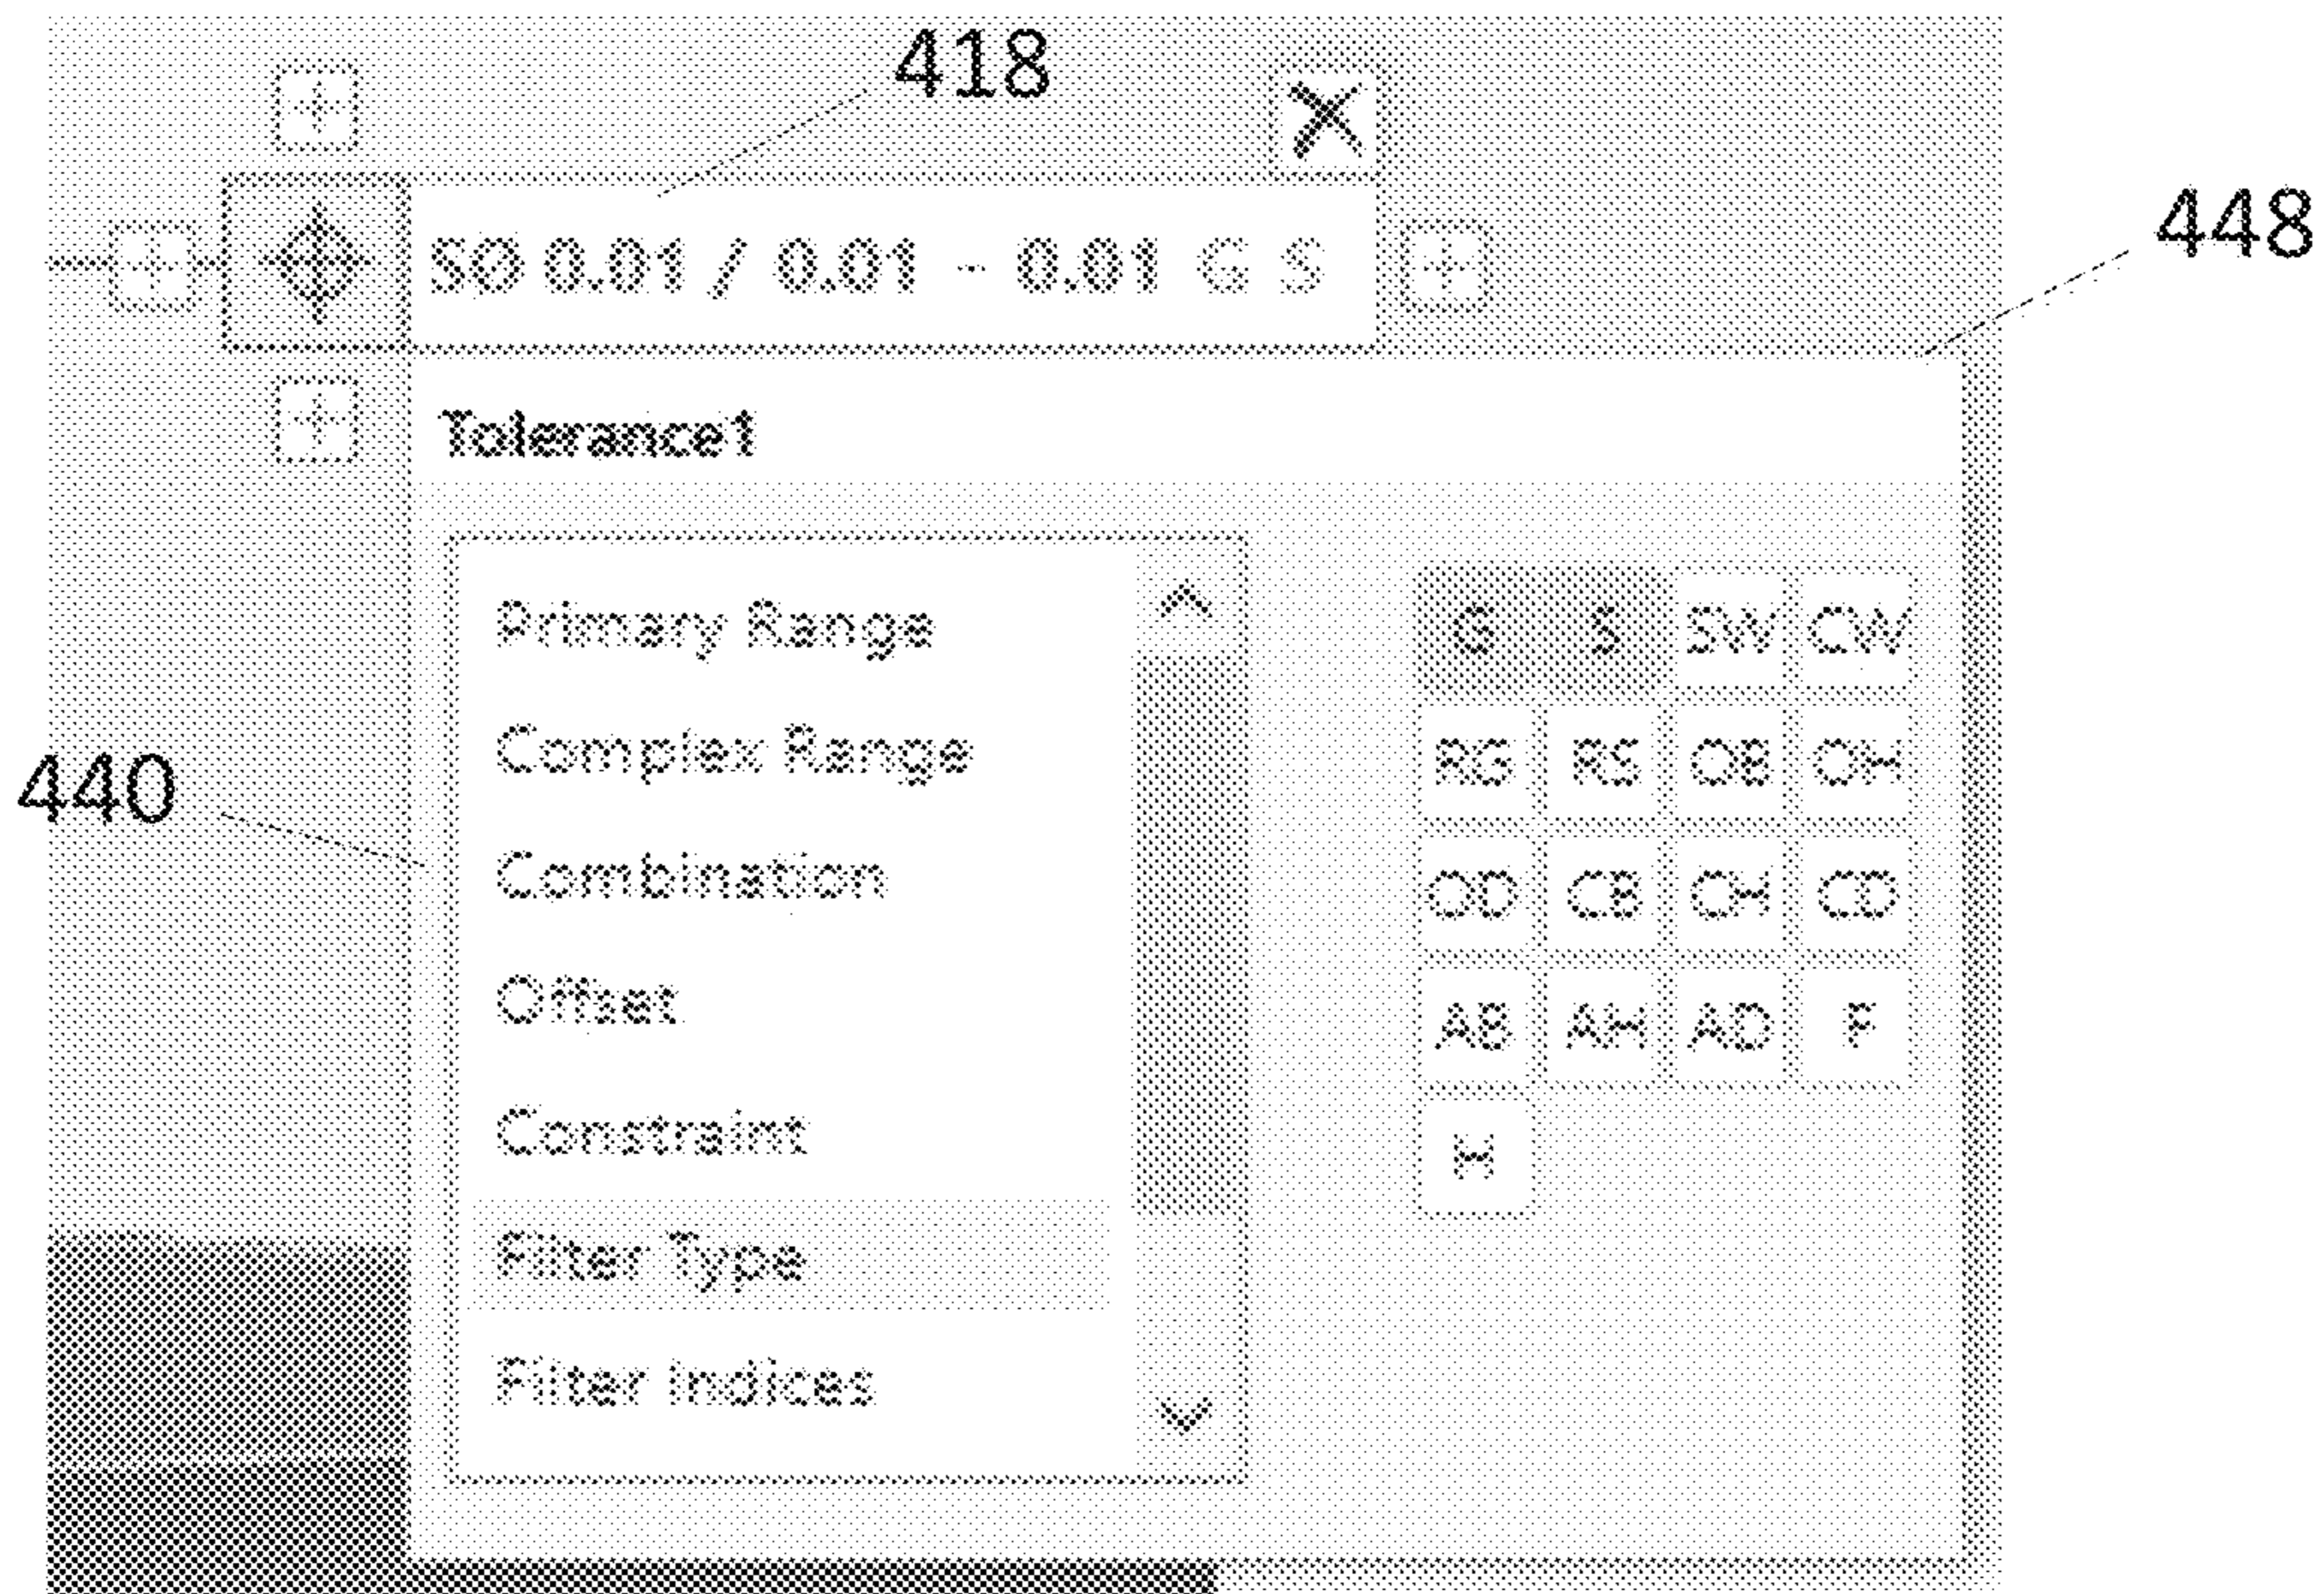 418
SØ 0.01 / 0.01 - 0.01 G S
448
Tolerance1
Primary Range
Complex Range
Combination
Offset
Constraint
Filter Type
Filter Indices
440
G S SW CW
RG RS OB OH
OD CB CH CD
AB AH AD F
H